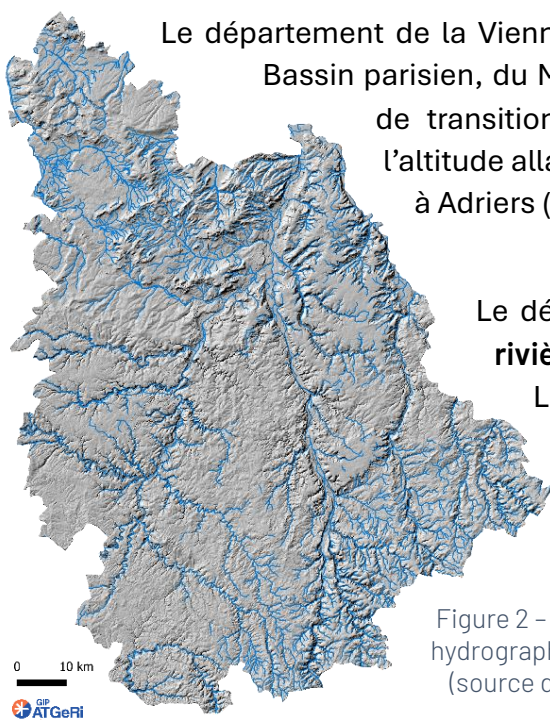 Le département de la Vienn
Bassin parisien, du N
de transition
l’altitude alla
à Adriers (
Le dé
riviè
L
Figure 2 –
hydrograph
(source d
0 10 km
GIP
ATGeRi